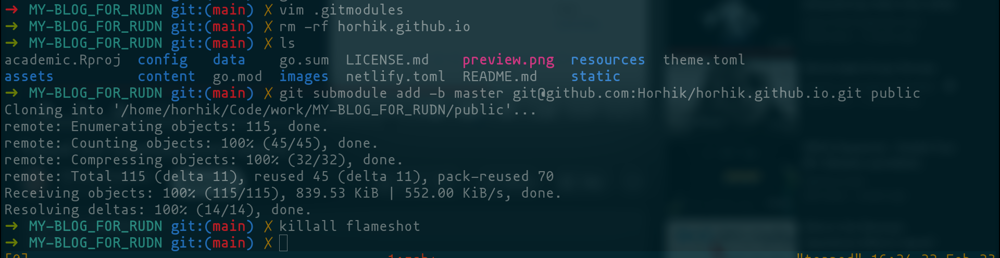 → MY-BLOG_FOR_RUDN git:(main) ✗ vim .gitmodules
→ MY-BLOG_FOR_RUDN git:(main) ✗ rm -rf horhik.github.io
→ MY-BLOG_FOR_RUDN git:(main) ✗ ls
academic.Rproj config data go.sum LICENSE.md preview.png resources theme.toml
assets content go.mod images netlify.toml README.md static
→ MY-BLOG_FOR_RUDN git:(main) ✗ git submodule add -b master git@github.com:Horhik/horhik.github.io.git public
Cloning into '/home/horhik/Code/work/MY-BLOG_FOR_RUDN/public'...
remote: Enumerating objects: 115, done.
remote: Counting objects: 100% (45/45), done.
remote: Compressing objects: 100% (32/32), done.
remote: Total 115 (delta 11), reused 45 (delta 11), pack-reused 70
Receiving objects: 100% (115/115), 839.53 KiB | 552.00 KiB/s, done.
Resolving deltas: 100% (14/14), done.
→ MY-BLOG_FOR_RUDN git:(main) ✗ killall flameshot
→ MY-BLOG_FOR_RUDN git:(main) ✗